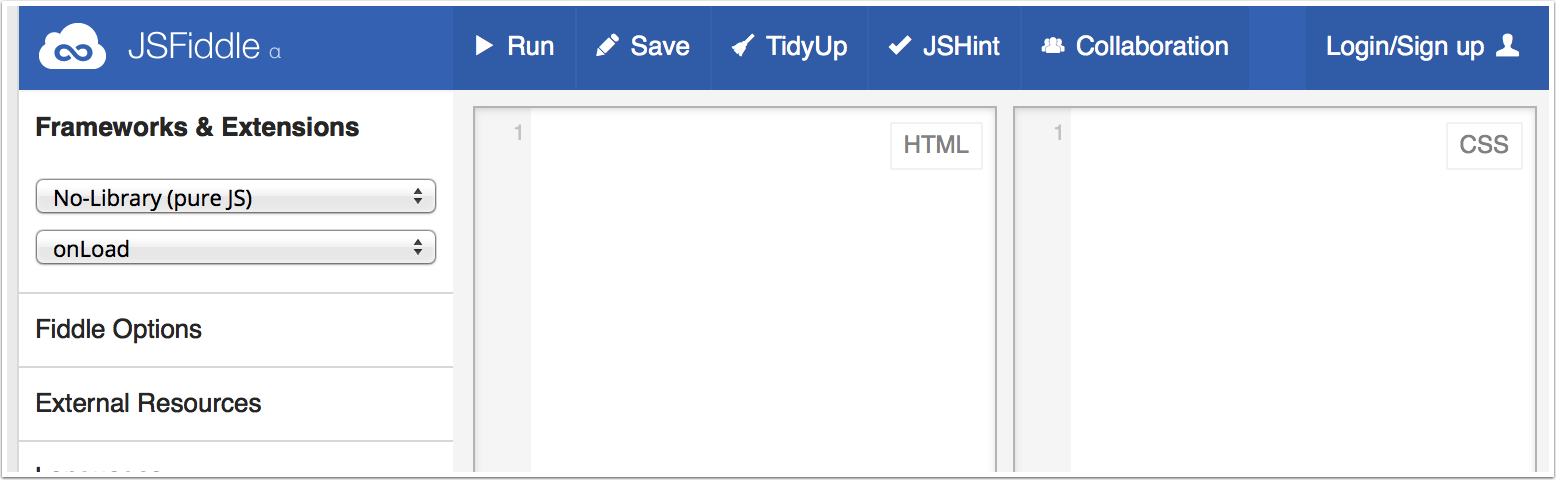 JSFiddle α
Run
Save
TidyUp
JSHint
Collaboration
Login/Sign up
Frameworks & Extensions
No-Library (pure JS)
onLoad
Fiddle Options
External Resources
1
HTML
1
CSS